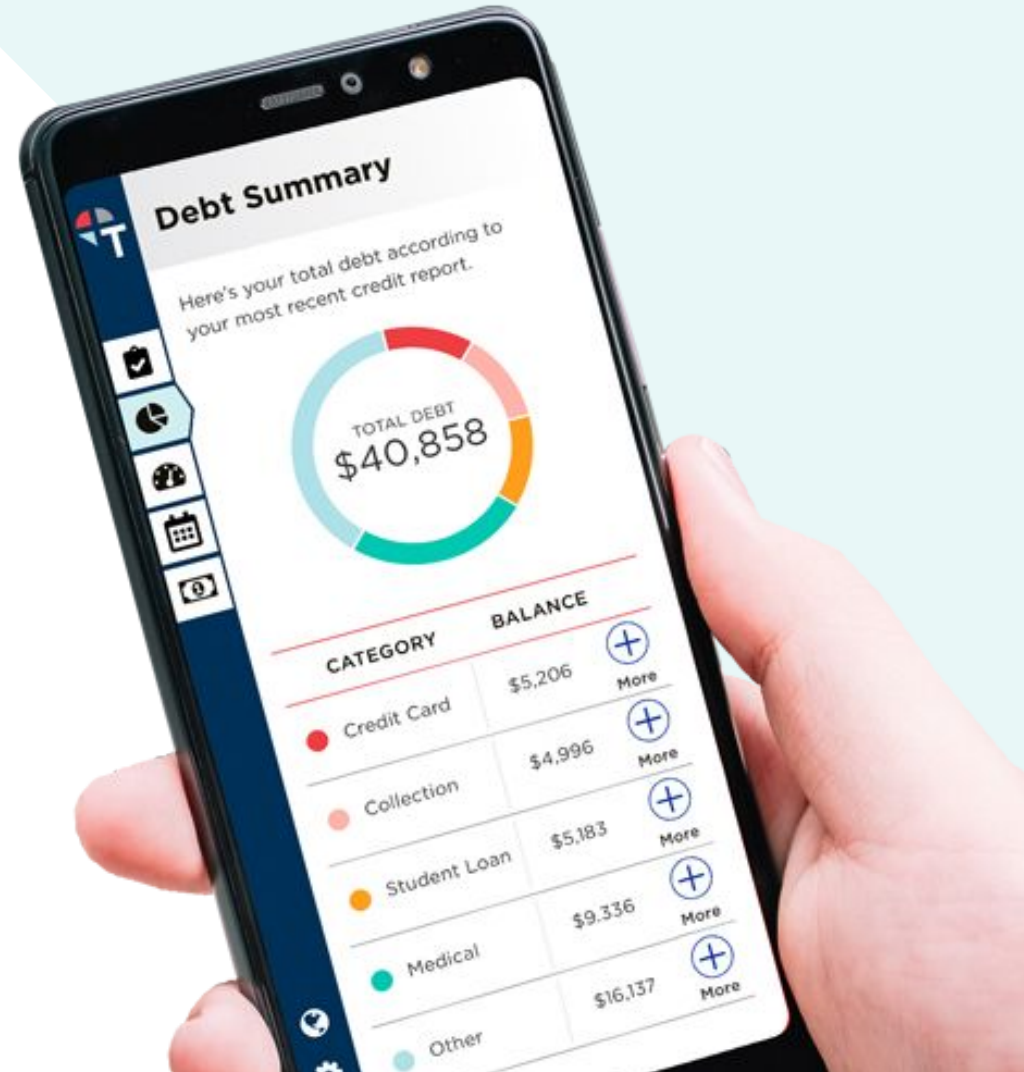 T
Debt Summary
Here's your total debt according to
your most recent credit report.
TOTAL DEBT
$40,858
CATEGORY BALANCE
Credit Card $5,206
More
Collection $4,996
More
Student Loan $5,183
More
Medical $9.336
More
Other $16,137
More